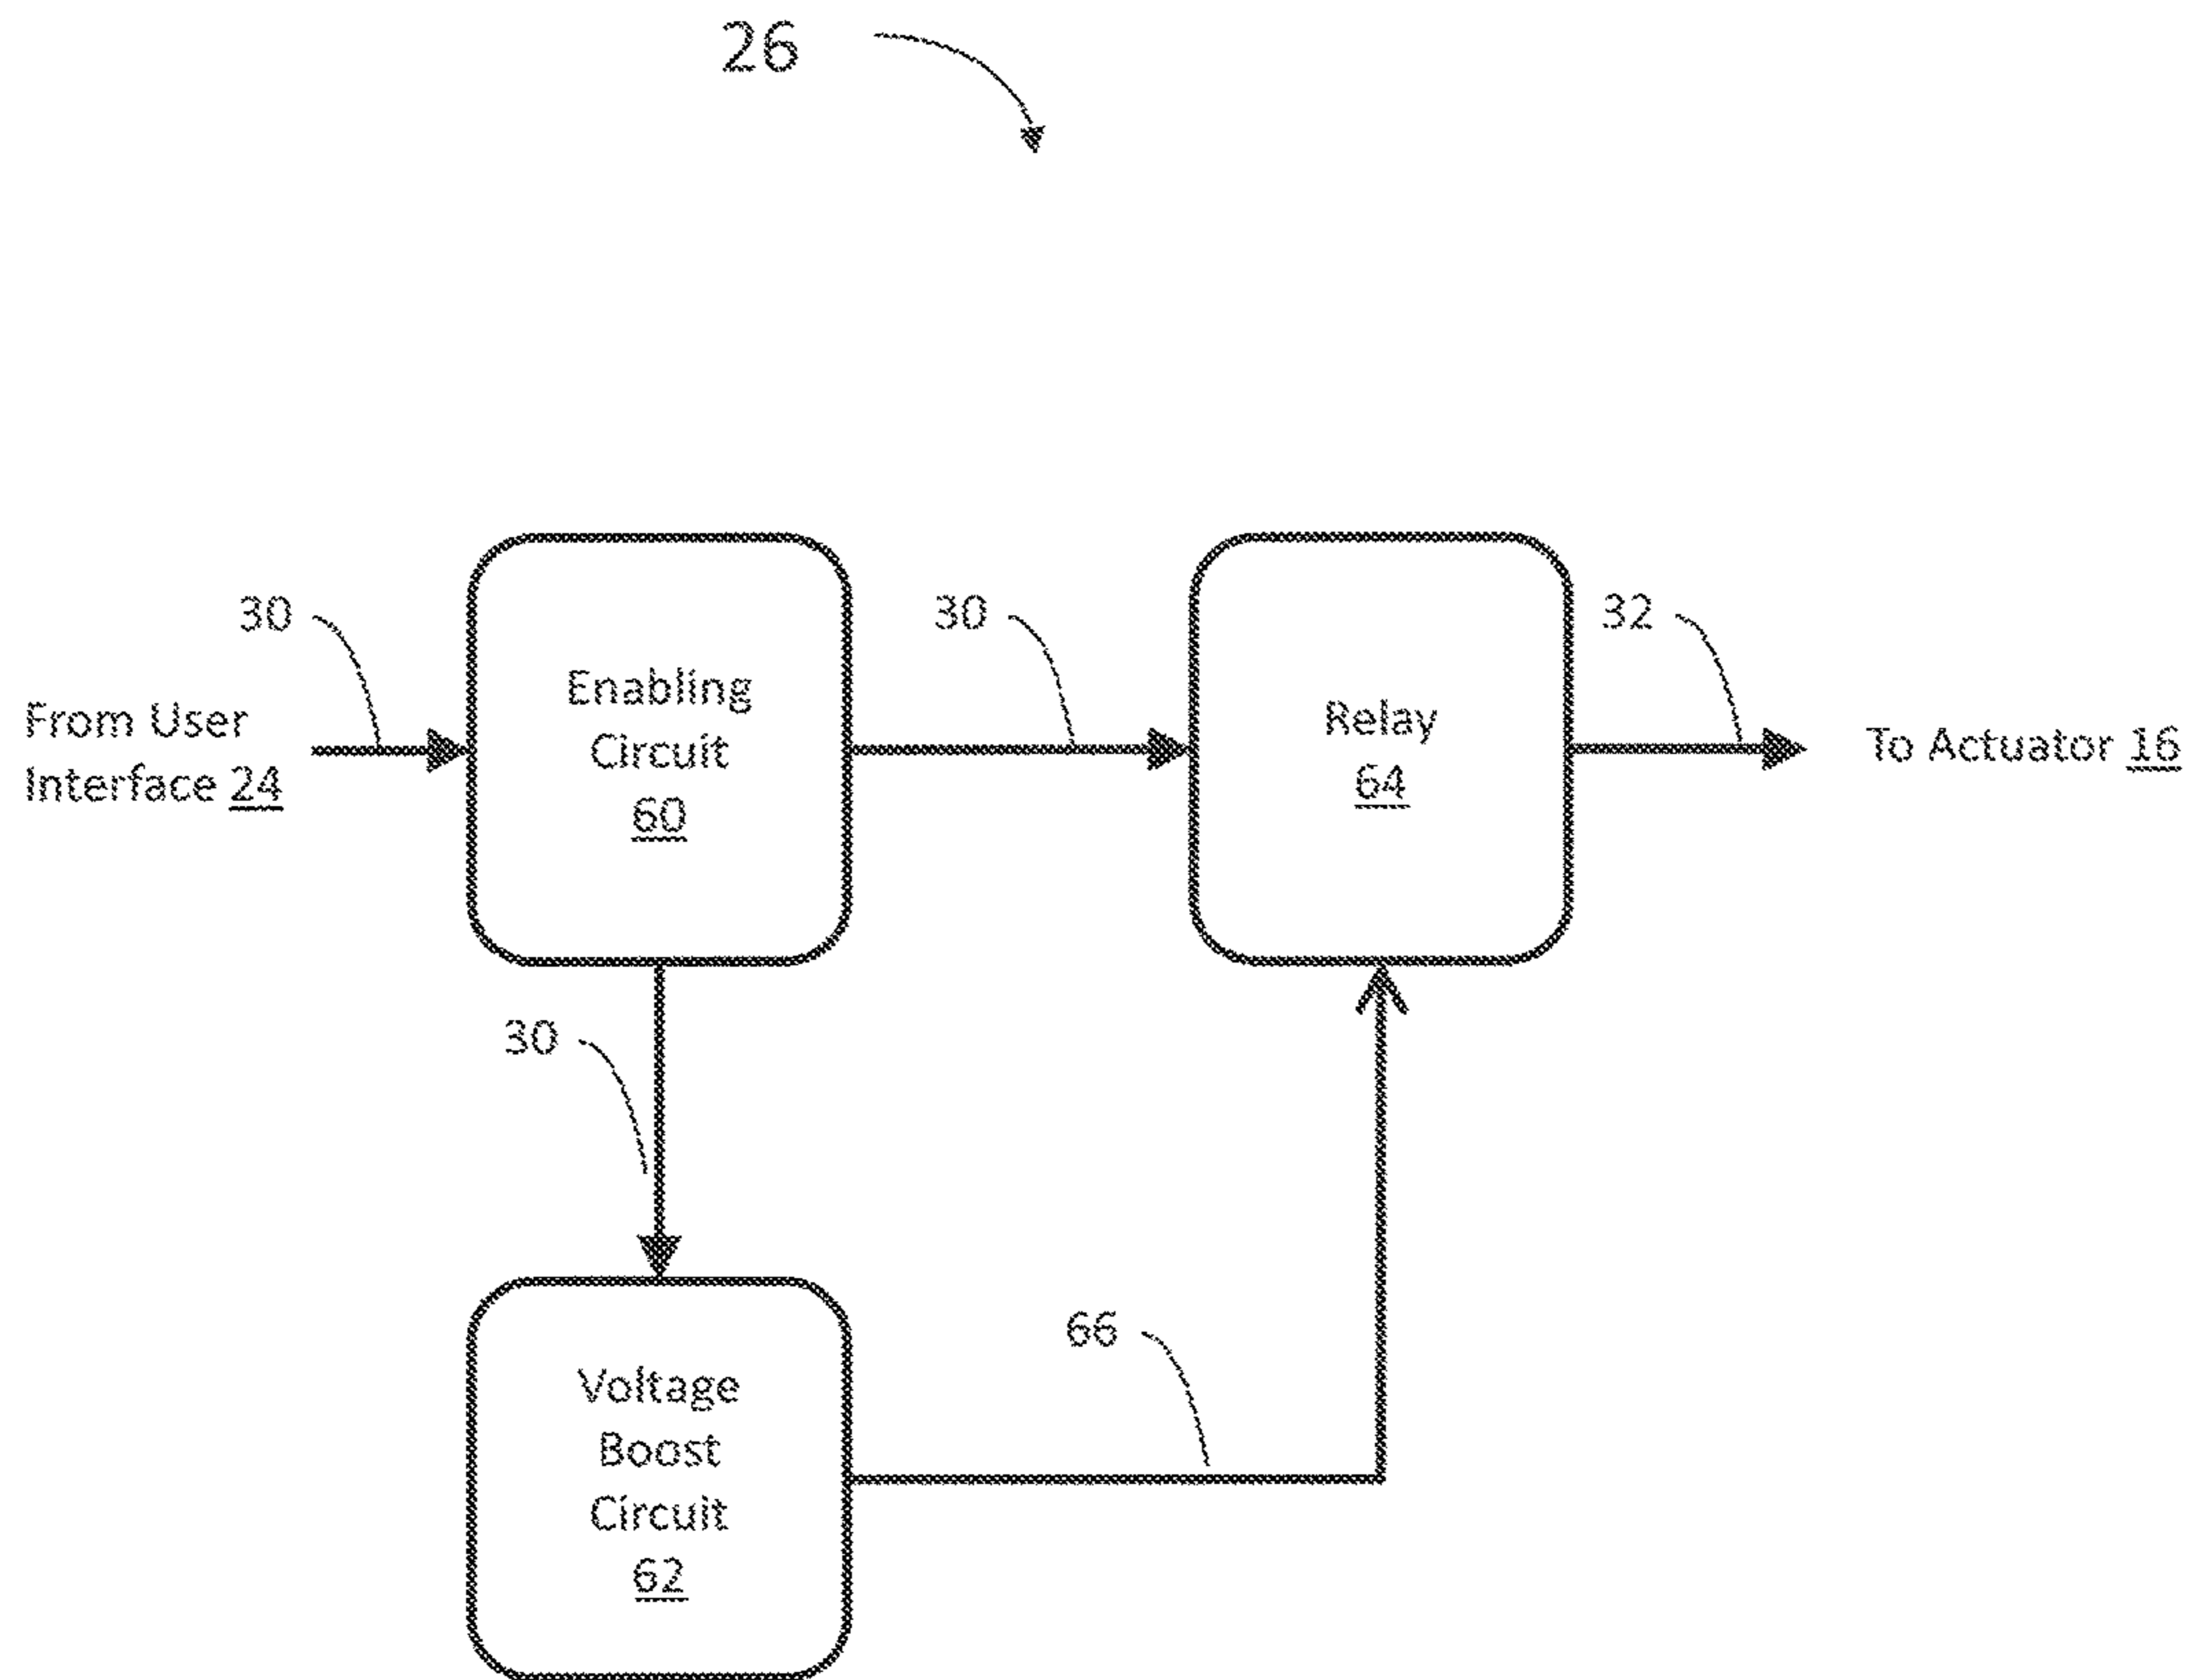 26
30
30
32
From User
Interface 24
Enabling
Circuit
60
Relay
64
To Actuator 16
30
66
Voltage
Boost
Circuit
62